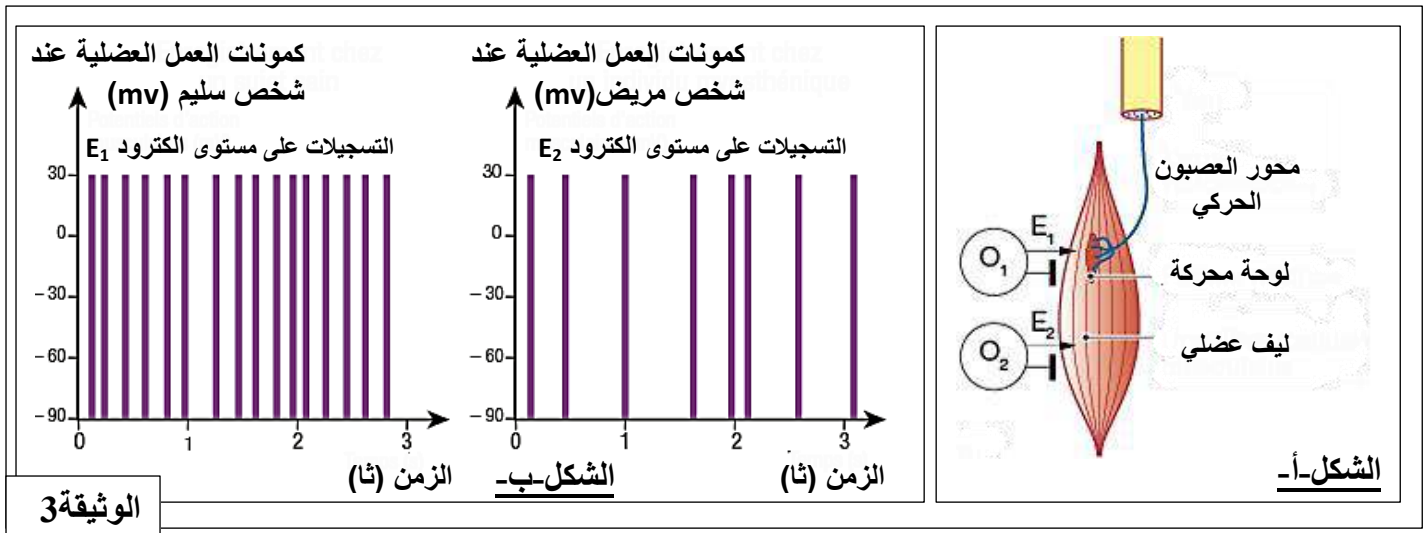 كمونات العمل العضلية عند
شخص سليم (mv)
التسجيلات على مستوى الكترود E₁
30
0
−30
−60
−90
0
1
2
3
الزمن (ثا)
كمونات العمل العضلية عند
شخص مريض(mv)
التسجيلات على مستوى الكترود E₂
30
0
−30
−60
−90
0
1
2
3
الزمن (ثا)
الشكل-ب-
محور العصبون
الحركي
لوحة محركة
ليف عضلي
E₁
O₁
E₂
O₂
الشكل-أ-
الوثيقة3